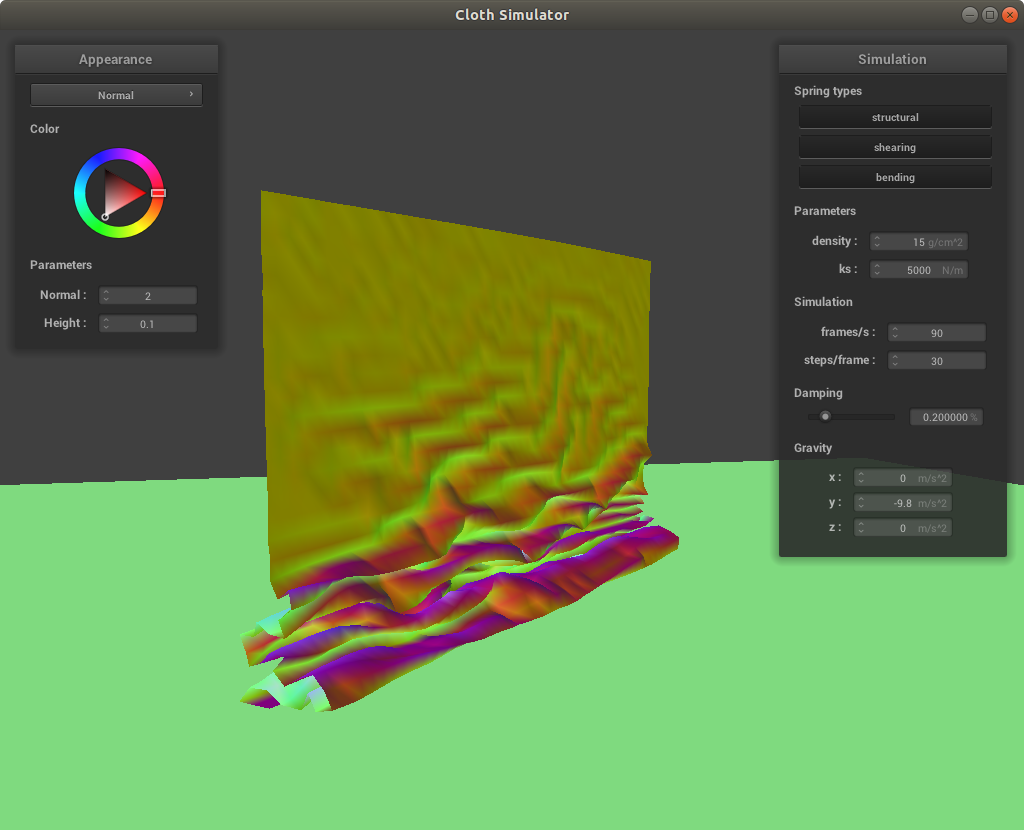 Cloth Simulator
Appearance
Normal
Color
Parameters
Normal : 2
Height : 0.1
Simulation
Spring types
structural
shearing
bending
Parameters
density : 15 g/cm^2
ks : 5000 N/m
Simulation
frames/s : 90
steps/frame : 30
Damping
0.200000 %
Gravity
x : 0 m/s^2
y : -9.8 m/s^2
z : 0 m/s^2